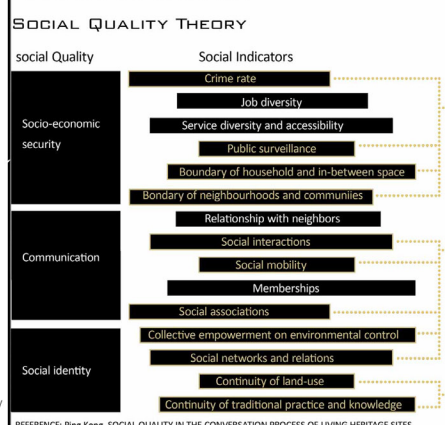 SOCIAL QUALITY THEORY
social Quality
Social Indicators
Socio-economic
security
Crime rate
Job diversity
Service diversity and accessibility
Public surveillance
Boundary of household and in-between space
Bondary of neighbourhoods and communiies
Communication
Relationship with neighbors
Social interactions
Social mobility
Memberships
Social associations
Social identity
Collective empowerment on environmental control
Social networks and relations
Continuity of land-use
Continuity of traditional practice and knowledge
REFERENCE: Ping Kong, SOCIAL QUALITY IN THE CONVERSATION PROCESS OF LIVING HERITAGE SITES